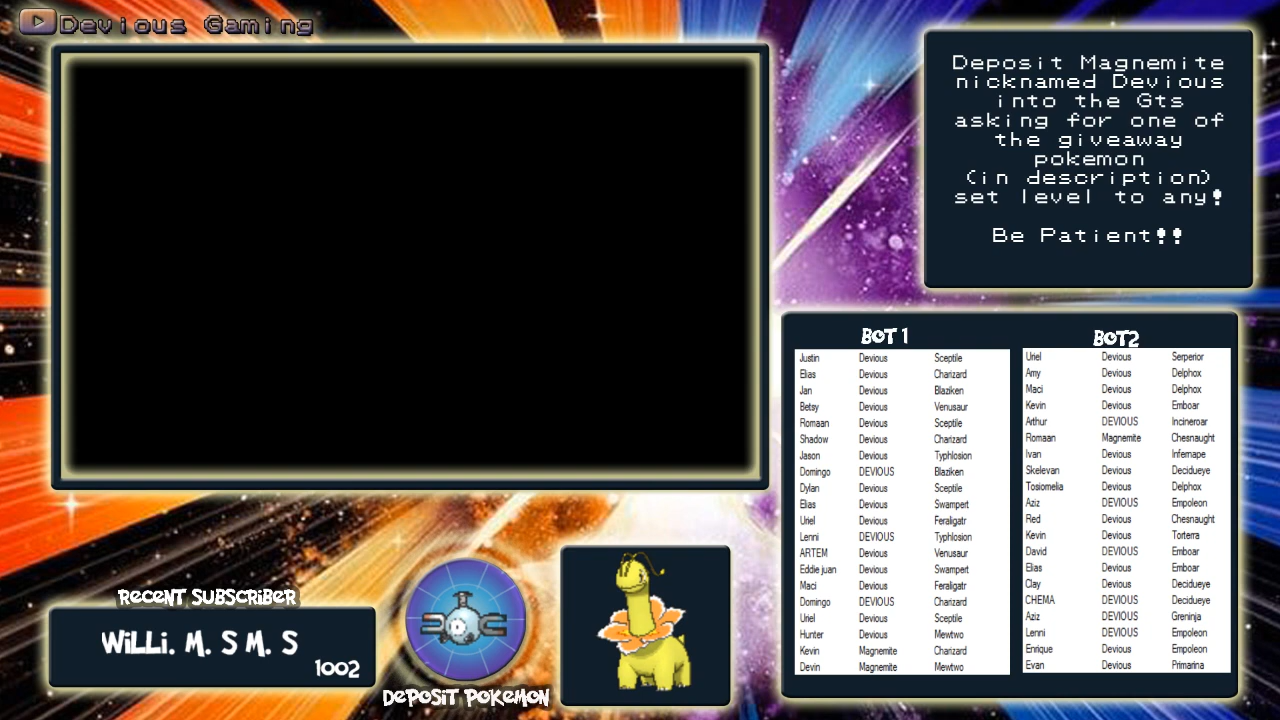 Devious Gaming
Deposit Magnemite
nicknamed Devious
into the Gts
asking for one of
the giveaway
pokemon
(in description)
set level to any!
Be Patient!!
BOT 1
Justin Devious Sceptile
Elias Devious Charizard
Jan Devious Blaziken
Betsy Devious Venusaur
Romaan Devious Sceptile
Shadow Devious Charizard
Jason Devious Typhlosion
Domingo DEVIOUS Blaziken
Dylan Devious Sceptile
Elias Devious Swampert
Uriel Devious Feraligatr
Lenni DEVIOUS Typhlosion
ARTEM Devious Venusaur
Eddie juan Devious Swampert
Maci Devious Feraligatr
Domingo DEVIOUS Charizard
Uriel Devious Sceptile
Hunter Devious Mewtwo
Kevin Magnemite Charizard
Devin Magnemite Mewtwo
BOT2
Uriel Devious Serperior
Amy Devious Delphox
Maci Devious Delphox
Kevin Devious Emboar
Arthur DEVIOUS Incineroar
Romaan Magnemite Chesnaught
Ivan Devious Infernape
Skelevan Devious Decidueye
Tosiomelia Devious Delphox
Aziz DEVIOUS Empoleon
Red Devious Chesnaught
Kevin Devious Torterra
David DEVIOUS Emboar
Elias Devious Emboar
Clay Devious Decidueye
CHEMA DEVIOUS Decidueye
Aziz DEVIOUS Greninja
Lenni DEVIOUS Empoleon
Enrique Devious Empoleon
Evan Devious Primarina
RECENT SUBSCRIBER
WiLLi. M. S M. S
1002
DEPOSIT POKEMON